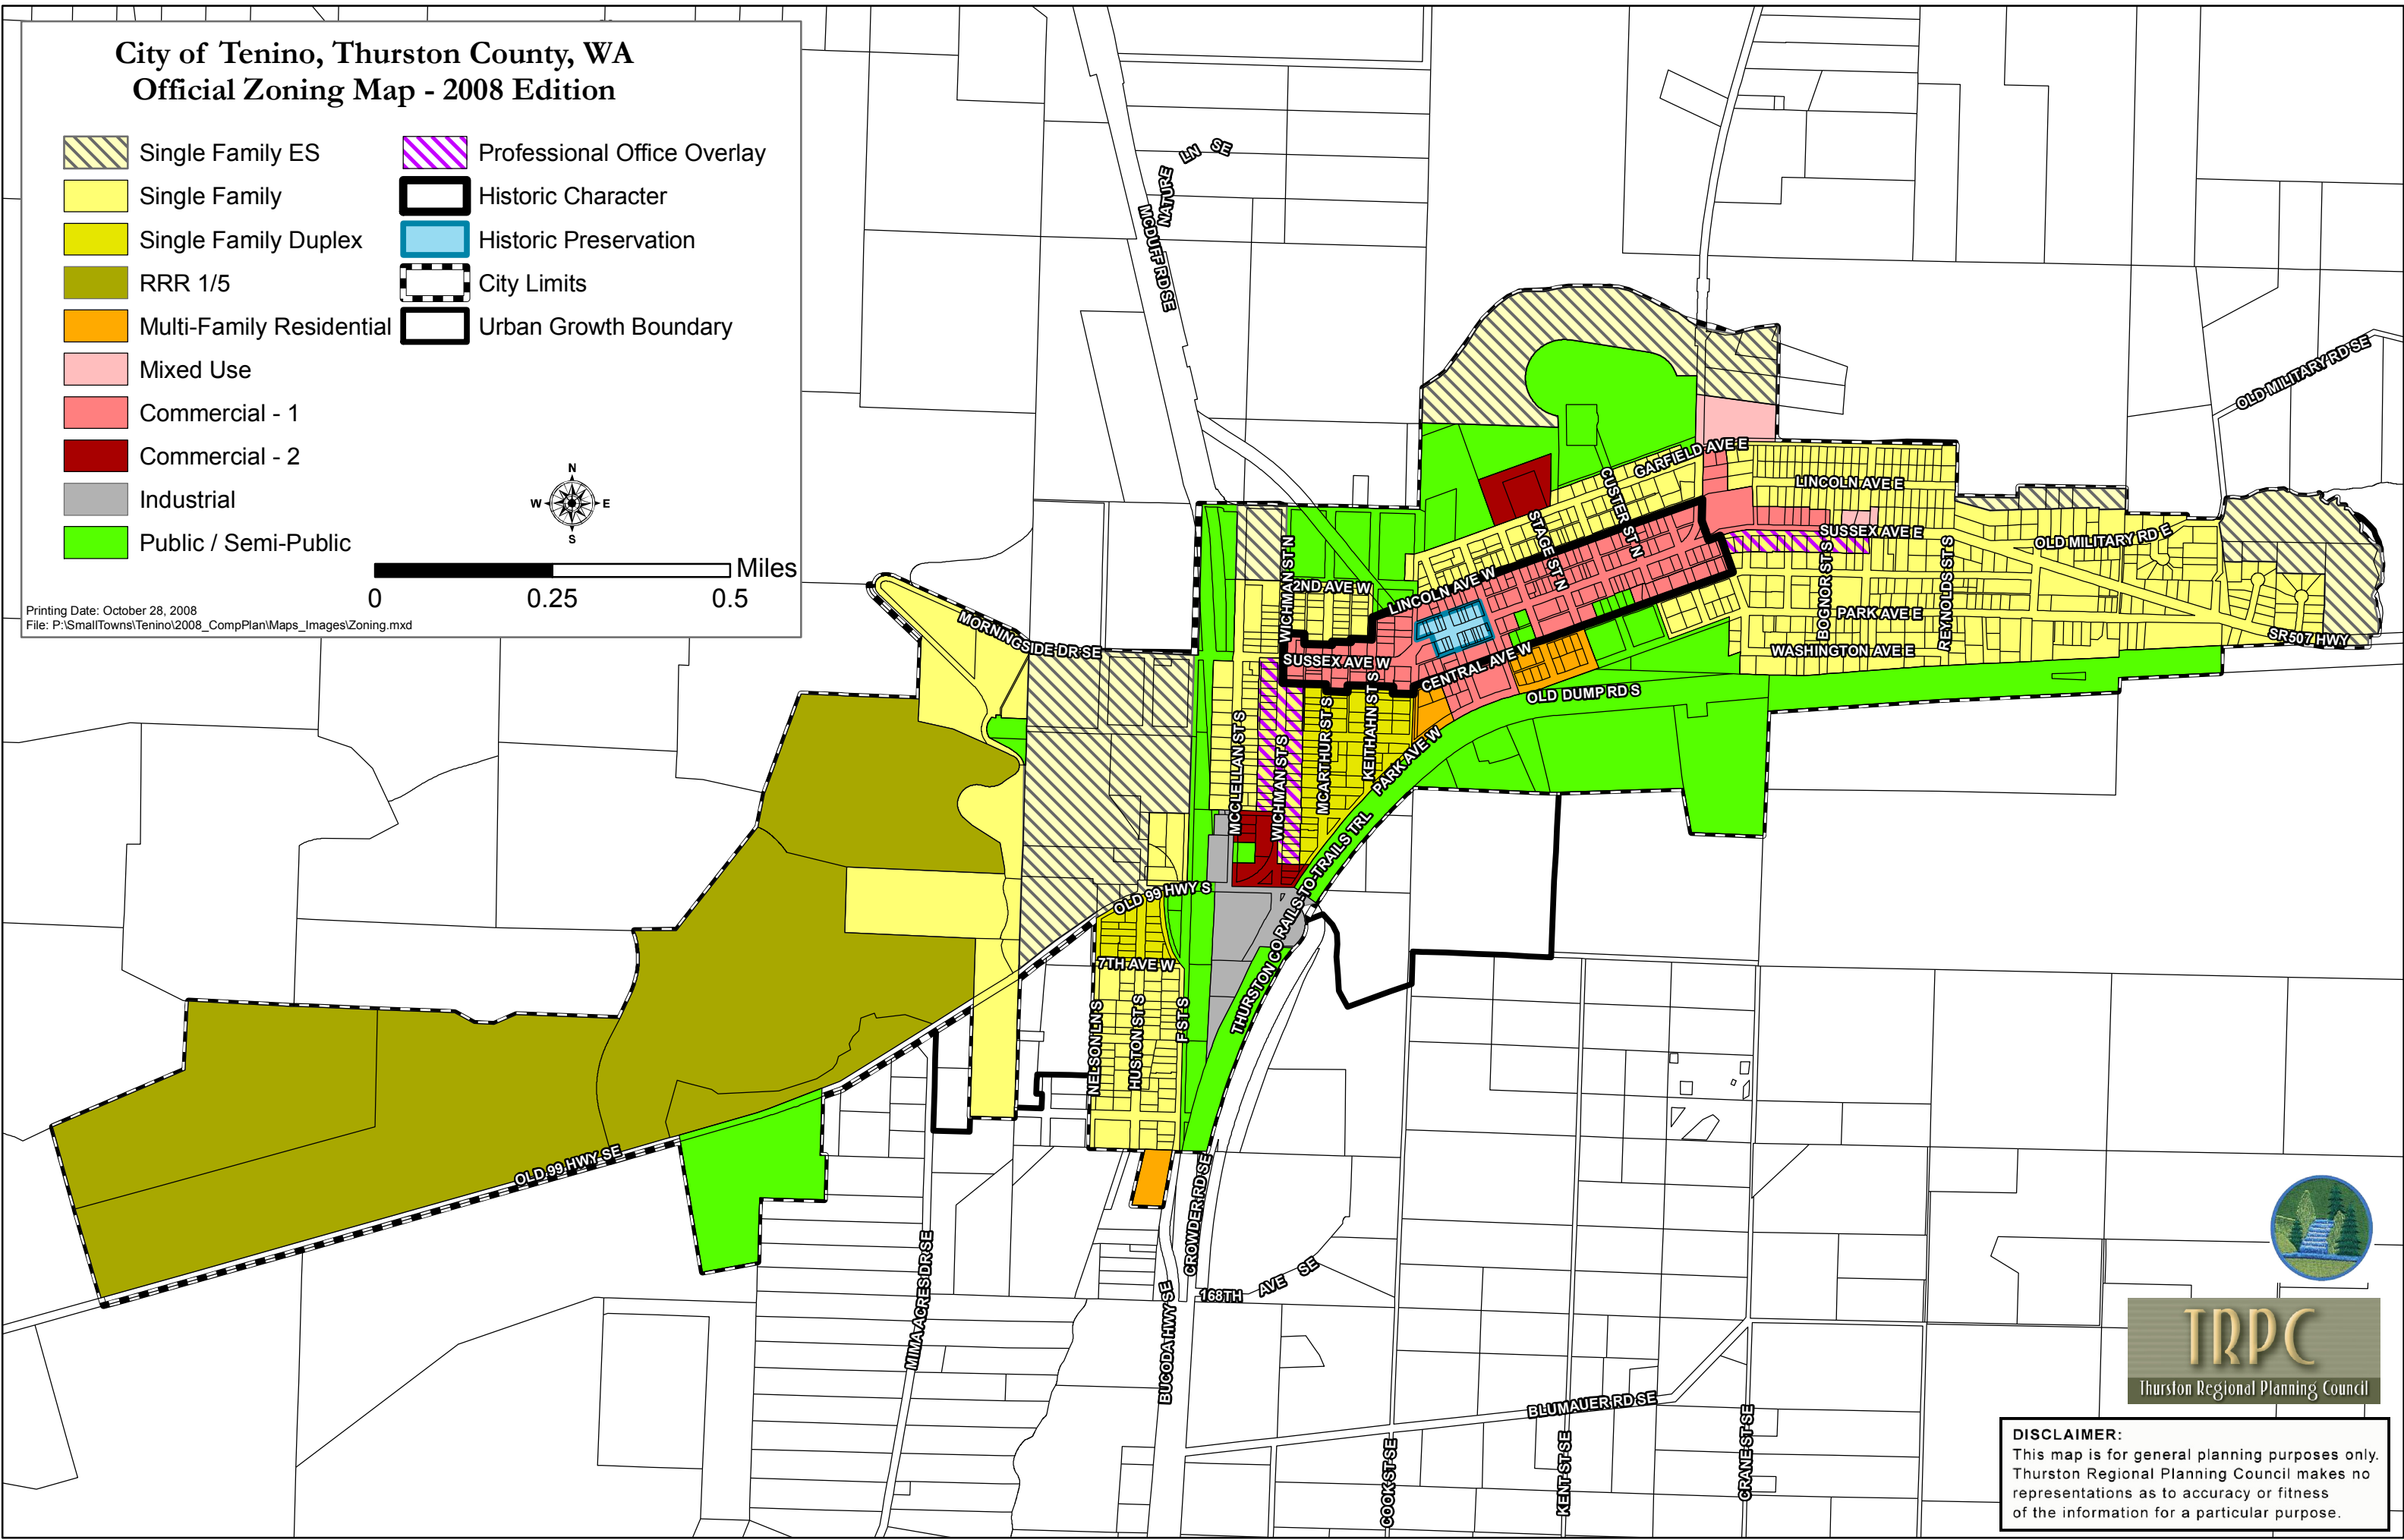 City of Tenino, Thurston County, WA
Official Zoning Map - 2008 Edition
Single Family ES
Single Family
Single Family Duplex
RRR 1/5
Multi-Family Residential
Mixed Use
Commercial - 1
Commercial - 2
Industrial
Public / Semi-Public
Professional Office Overlay
Historic Character
Historic Preservation
City Limits
Urban Growth Boundary
N
W E
S
Miles
0 0.25 0.5
Printing Date: October 28, 2008
File: P:\SmallTowns\Tenino\2008_CompPlan\Maps_Images\Zoning.mxd
NATURE LN SE
MCDUFF RD SE
OLD MILITARY RD SE
GARFIELD AVE E
CUSTER ST N
LINCOLN AVE E
STAGE ST N
SUSSEX AVE E
OLD MILITARY RD E
WICHMAN ST N
2ND AVE W
LINCOLN AVE W
BOGNOR ST S
REYNOLDS ST S
PARK AVE E
MORNINGSIDE DR SE
SUSSEX AVE W
CENTRAL AVE W
WASHINGTON AVE E
SR507 HWY
OLD DUMP RD S
MCLELLAN ST S
WICHMAN ST S
MCARTHUR ST S
KEITHAHN ST S
PARK AVE W
OLD 99 HWY S
THURSTON CO RAILS-TO-TRAILS TRL
7TH AVE W
NELSON LN S
HUSTON ST S
F ST S
OLD 99 HWY SE
MIMA ACRES DR SE
CROWDER RD SE
BUCODA HWY SE
168TH AVE SE
BLUMAUER RD SE
COOK ST SE
KENT ST SE
CRANE ST SE
TRPC
Thurston Regional Planning Council
DISCLAIMER:
This map is for general planning purposes only.
Thurston Regional Planning Council makes no
representations as to accuracy or fitness
of the information for a particular purpose.